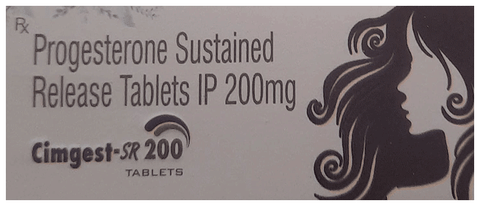 Rx
Progesterone Sustained
Release Tablets IP 200mg
Cimgest-SR 200
TABLETS